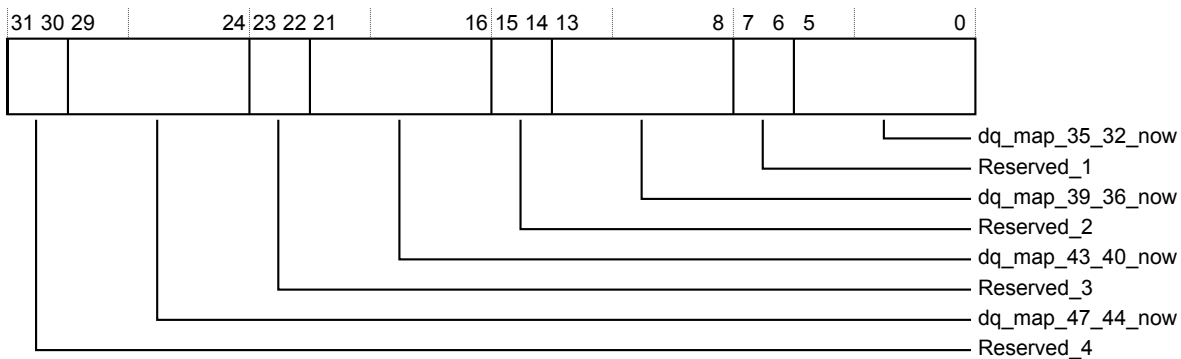 31 30 29 24 23 22 21 16 15 14 13 8 7 6 5 0
dq_map_35_32_now
Reserved_1
dq_map_39_36_now
Reserved_2
dq_map_43_40_now
Reserved_3
dq_map_47_44_now
Reserved_4